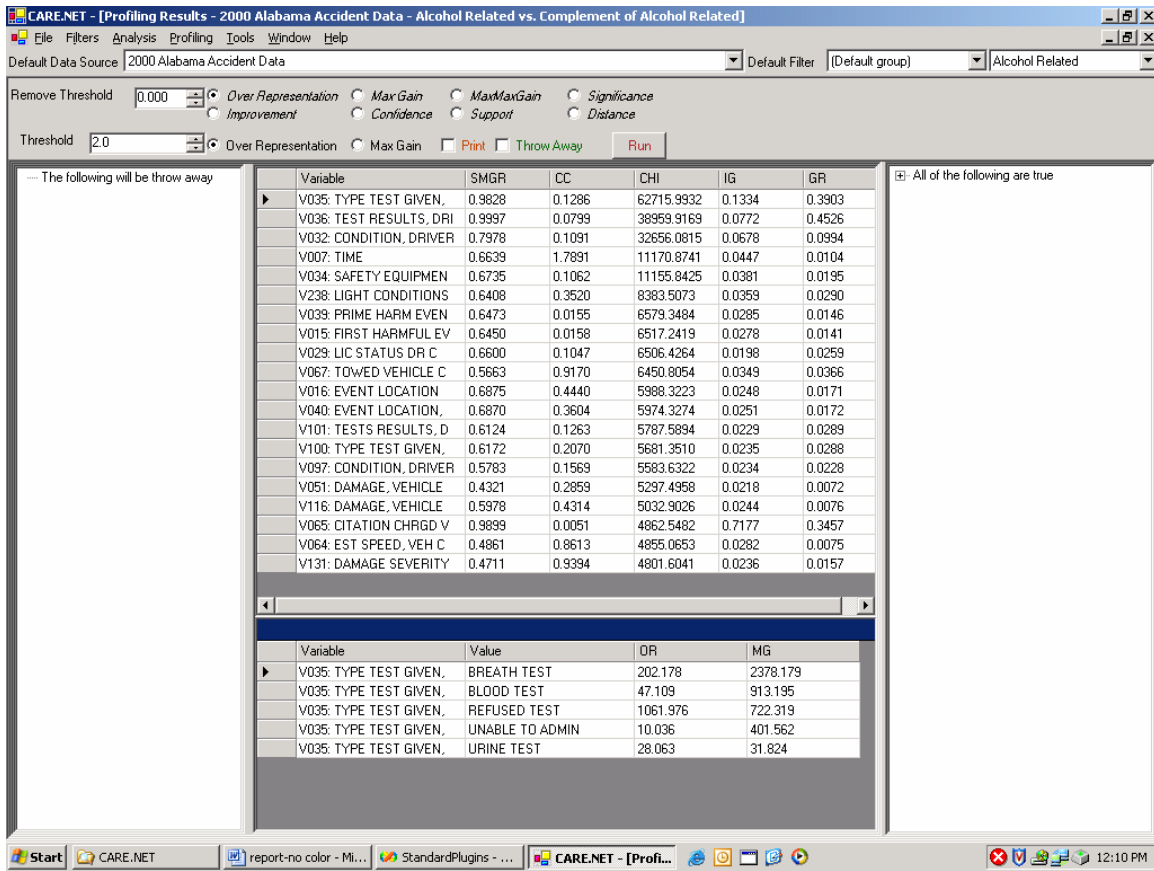 CARE.NET - [Profiling Results - 2000 Alabama Accident Data - Alcohol Related vs. Complement of Alcohol Related]
File Filters Analysis Profiling Tools Window Help
Default Data Source 2000 Alabama Accident Data Default Filter (Default group) Alcohol Related
Remove Threshold 0.000 Over Representation Max Gain MaxMaxGain Significance
Improvement Confidence Support Distance
Threshold 2.0 Over Representation Max Gain Print Throw Away Run
The following will be throw away
Variable SMGR CC CHI IG GR
V035: TYPE TEST GIVEN, 0.9828 0.1286 62715.9932 0.1334 0.3903
V036: TEST RESULTS, DRI 0.9997 0.0799 38959.9169 0.0772 0.4526
V032: CONDITION, DRIVER 0.7978 0.1091 32656.0815 0.0678 0.0994
V007: TIME 0.6639 1.7891 11170.8741 0.0447 0.0104
V034: SAFETY EQUIPMEN 0.6735 0.1062 11155.8425 0.0381 0.0195
V238: LIGHT CONDITIONS 0.6408 0.3520 8383.5073 0.0359 0.0290
V039: PRIME HARM EVEN 0.6473 0.0155 6579.3484 0.0285 0.0146
V015: FIRST HARMFUL EV 0.6450 0.0158 6517.2419 0.0278 0.0141
V029: LIC STATUS DR C 0.6600 0.1047 6506.4264 0.0198 0.0259
V067: TOWED VEHICLE C 0.5663 0.9170 6450.8054 0.0349 0.0366
V016: EVENT LOCATION 0.6875 0.4440 5988.3223 0.0248 0.0171
V040: EVENT LOCATION, 0.6870 0.3604 5974.3274 0.0251 0.0172
V101: TESTS RESULTS, D 0.6124 0.1263 5787.5894 0.0229 0.0289
V100: TYPE TEST GIVEN, 0.6172 0.2070 5681.3510 0.0235 0.0288
V097: CONDITION, DRIVER 0.5783 0.1569 5583.6322 0.0234 0.0228
V051: DAMAGE, VEHICLE 0.4321 0.2859 5297.4958 0.0218 0.0072
V116: DAMAGE, VEHICLE 0.5978 0.4314 5032.9026 0.0244 0.0076
V065: CITATION CHRGD V 0.9899 0.0051 4862.5482 0.7177 0.3457
V064: EST SPEED, VEH C 0.4861 0.8613 4855.0653 0.0282 0.0075
V131: DAMAGE SEVERITY 0.4711 0.9394 4801.6041 0.0236 0.0157
Variable Value OR MG
V035: TYPE TEST GIVEN, BREATH TEST 202.178 2378.179
V035: TYPE TEST GIVEN, BLOOD TEST 47.109 913.195
V035: TYPE TEST GIVEN, REFUSED TEST 1061.976 722.319
V035: TYPE TEST GIVEN, UNABLE TO ADMIN 10.036 401.562
V035: TYPE TEST GIVEN, URINE TEST 28.063 31.824
All of the following are true
Start CARE.NET report-no color - Mi... StandardPlugins - ... CARE.NET - [Profi... 12:10 PM